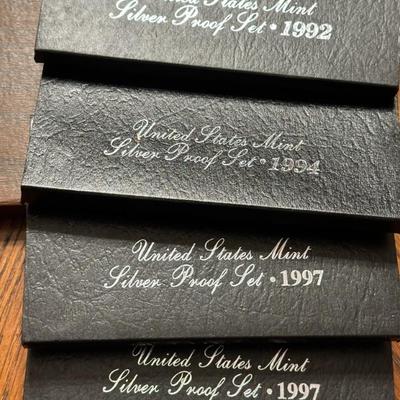 United States Mint
Silver Proof Set • 1992
United States Mint
Silver Proof Set • 1994
United States Mint
Silver Proof Set • 1997
United States Mint
Silver Proof Set • 1997